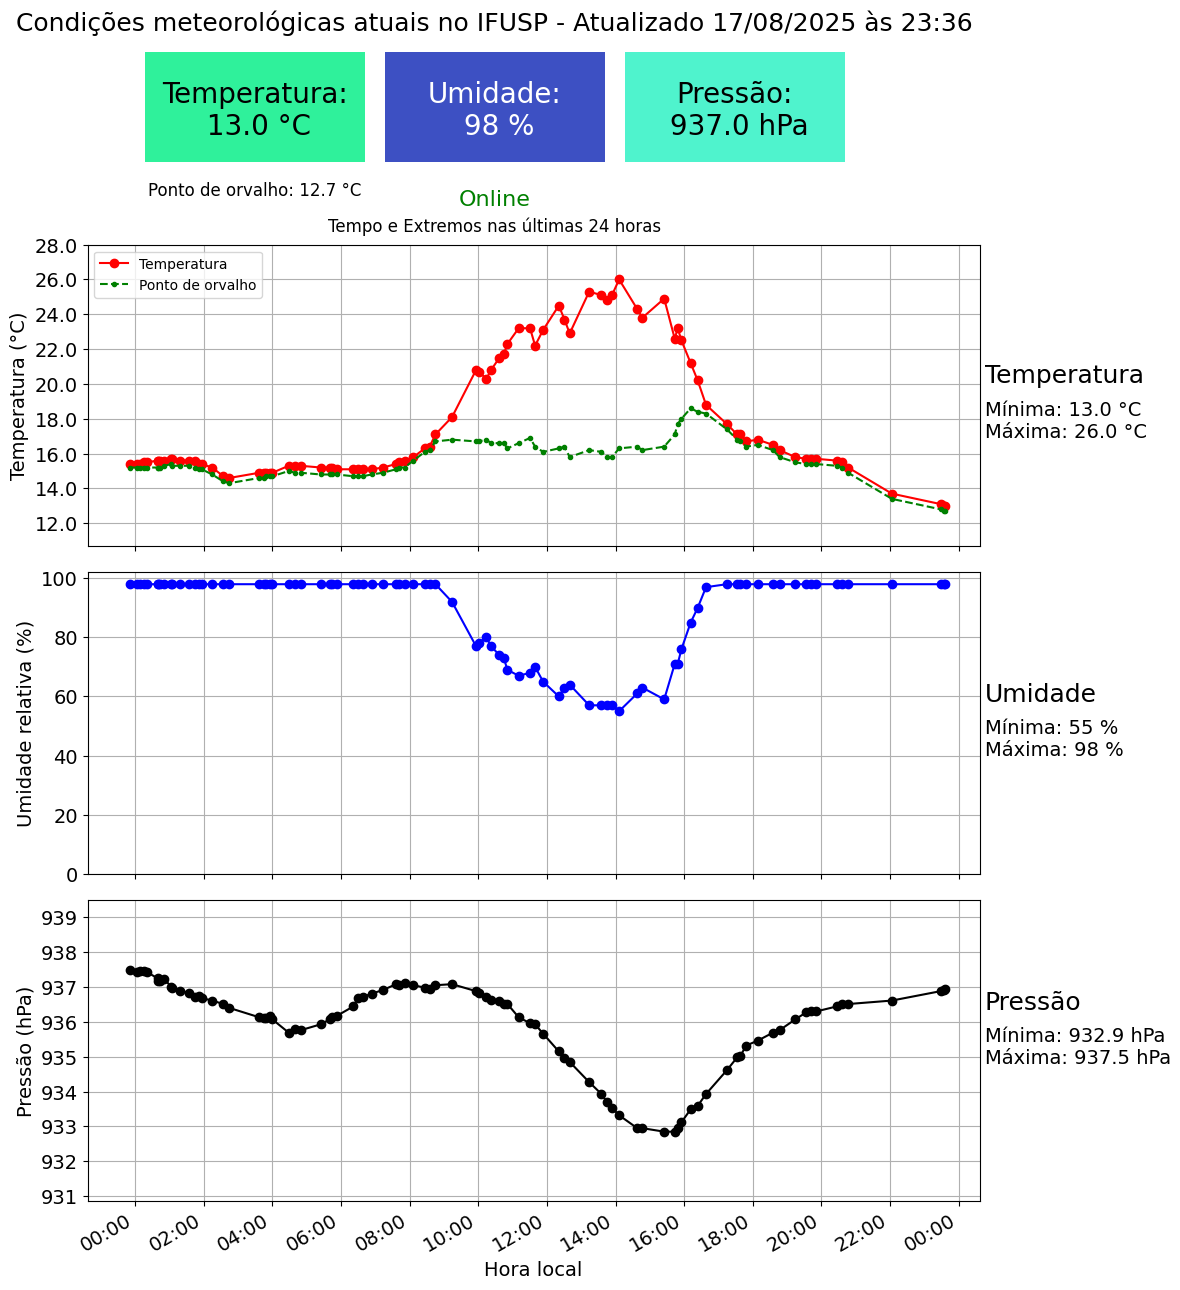 Condições meteorológicas atuais no IFUSP - Atualizado 17/08/2025 às 23:36
Temperatura:
13.0 °C
Umidade:
98 %
Pressão:
937.0 hPa
Ponto de orvalho: 12.7 °C
Online
Tempo e Extremos nas últimas 24 horas
Temperatura
Ponto de orvalho
Temperatura (°C)
28.0
26.0
24.0
22.0
20.0
18.0
16.0
14.0
12.0
Temperatura
Mínima: 13.0 °C
Máxima: 26.0 °C
Umidade relativa (%)
100
80
60
40
20
0
Umidade
Mínima: 55 %
Máxima: 98 %
Pressão (hPa)
939
938
937
936
935
934
933
932
931
Pressão
Mínima: 932.9 hPa
Máxima: 937.5 hPa
00:00
02:00
04:00
06:00
08:00
10:00
12:00
14:00
16:00
18:00
20:00
22:00
00:00
Hora local